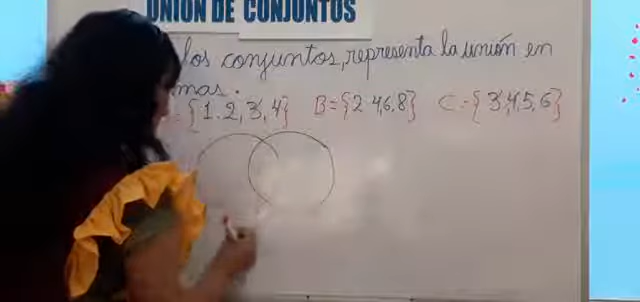 UNIÓN DE CONJUNTOS
los conjuntos, representa la unión en
mas.
= {1.2, 3, 4} B = {2 4,6,8} C = { 3,4,5,6}